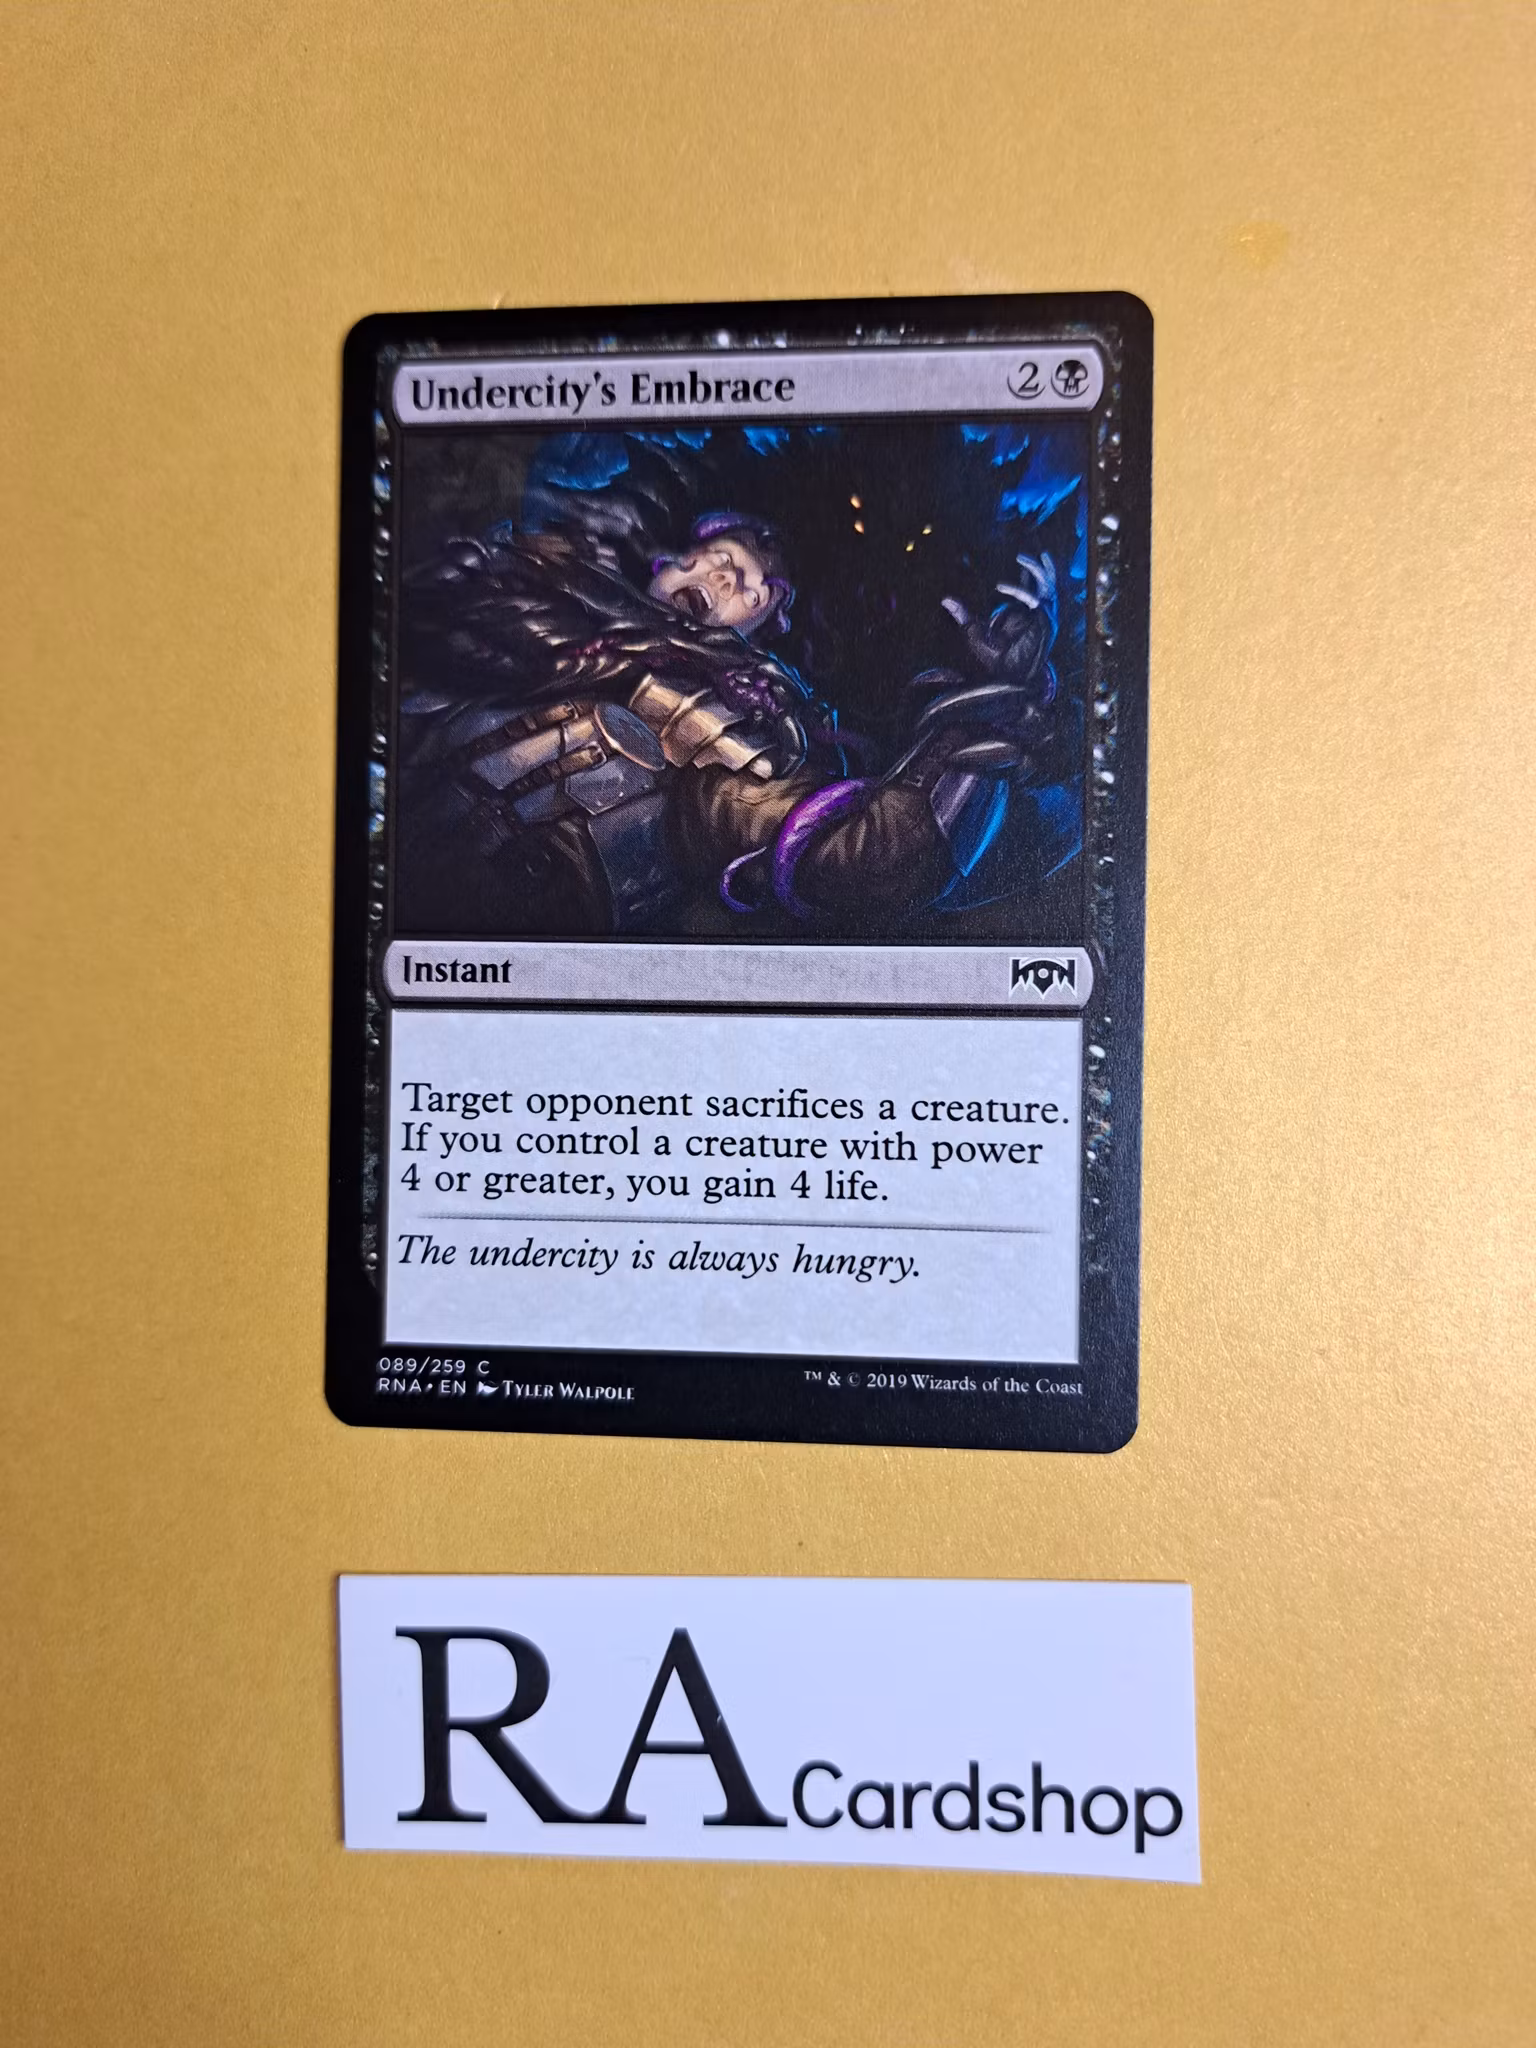 Undercity's Embrace 2
Instant
Target opponent sacrifices a creature.
If you control a creature with power
4 or greater, you gain 4 life.
The undercity is always hungry.
089/259 C
RNA • EN Tyler Walpole
™ & © 2019 Wizards of the Coast
RA Cardshop